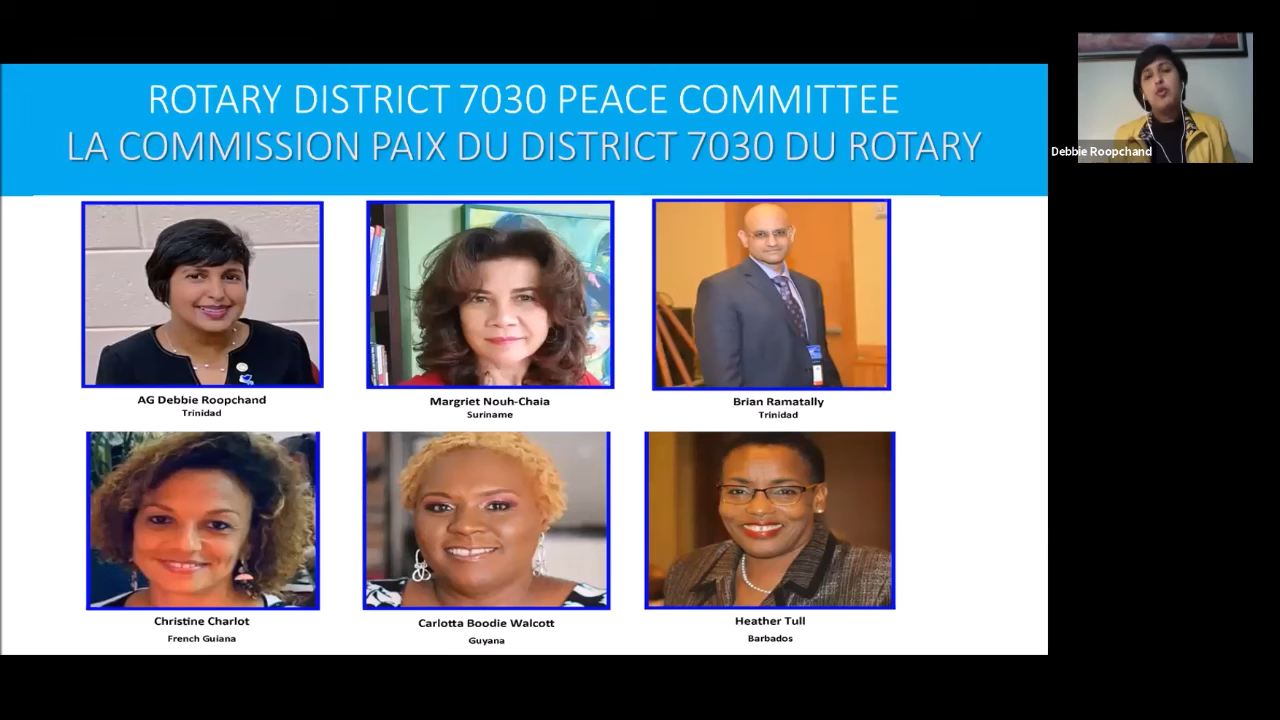 ROTARY DISTRICT 7030 PEACE COMMITTEE
LA COMMISSION PAIX DU DISTRICT 7030 DU ROTARY
Debbie Roopchand
AG Debbie Roopchand
Trinidad
Margriet Nouh-Chaia
Suriname
Brian Ramatally
Trinidad
Christine Charlot
French Guiana
Carlotta Boodie Walcott
Guyana
Heather Tull
Barbados